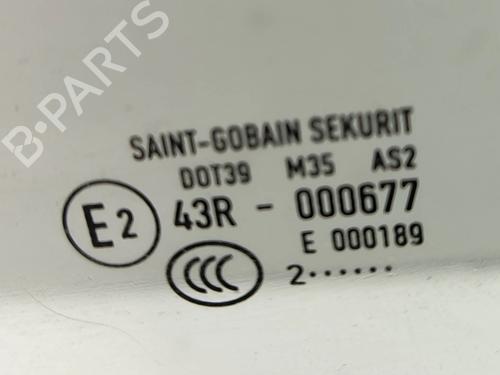 B-PARTS
SAINT-GOBAIN SEKURIT
DOT39 M35 AS2
E2 43R - 000677
E 000189
CCC 2••••••